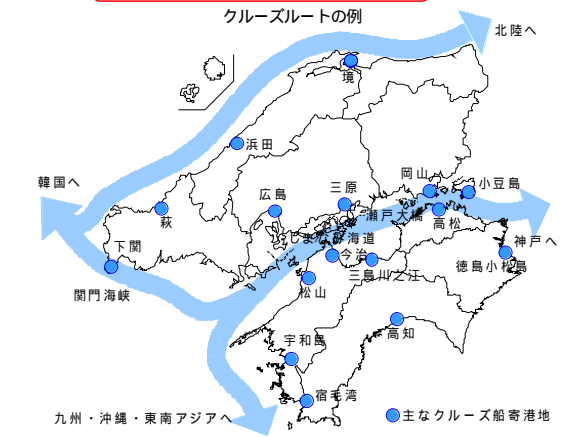 クルーズルートの例
北陸へ
境
浜田
韓国へ
萩
広島
三原
岡山
小豆島
瀬戸大橋
高松
しまなみ海道
下関
今治
神戸へ
三島川之江
徳島小松島
関門海峡
松山
宇和島
高知
宿毛湾
九州・沖縄・東南アジアへ
主なクルーズ船寄港地